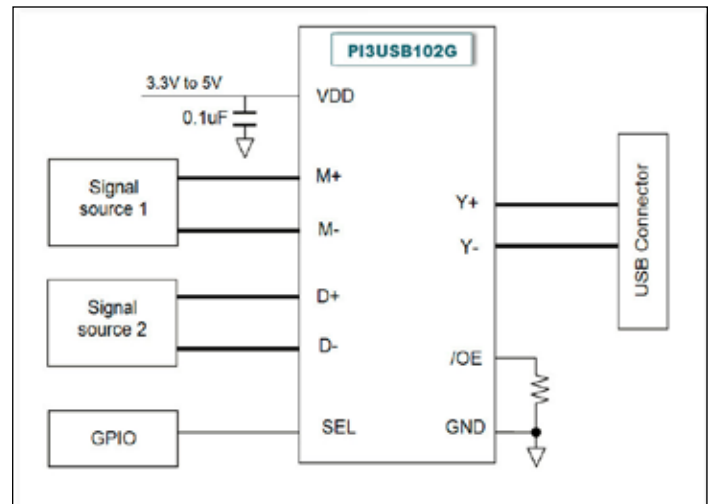 PI3USB102G
3.3V to 5V
VDD
0.1uF
Signal
source 1
M+
M-
Y+
Y-
USB Connector
Signal
source 2
D+
D-
/OE
GPIO
SEL
GND